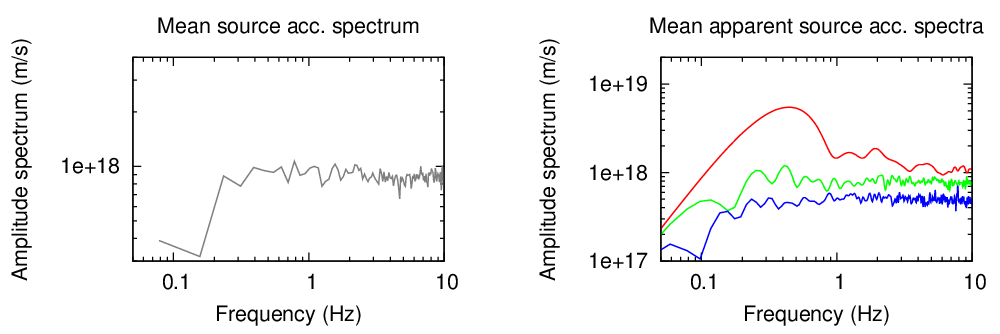 Mean source acc. spectrum
Amplitude spectrum (m/s)
1e+18
0.1 1 10
Frequency (Hz)
Mean apparent source acc. spectra
Amplitude spectrum (m/s)
1e+19
1e+18
1e+17
0.1 1 10
Frequency (Hz)